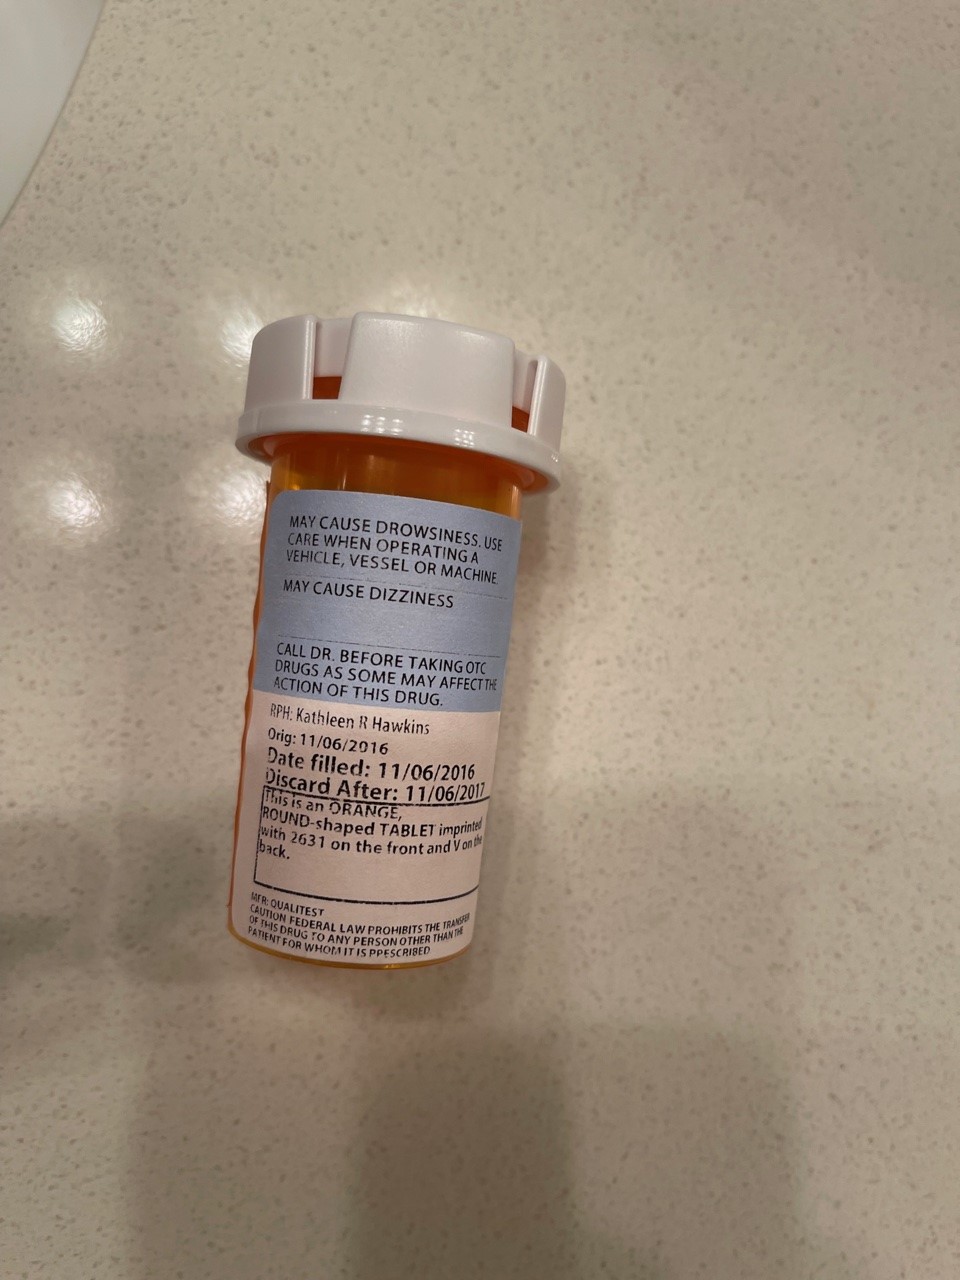 MAY CAUSE DROWSINESS. USE
CARE WHEN OPERATING A
VEHICLE, VESSEL OR MACHINE.
MAY CAUSE DIZZINESS
CALL DR. BEFORE TAKING OTC
DRUGS AS SOME MAY AFFECT THE
ACTION OF THIS DRUG.
RPH: Kathleen R Hawkins
Orig: 11/06/2016
Date filled: 11/06/2016
Discard After: 11/06/2017
This is an ORANGE,
ROUND-shaped TABLET imprinted
with 2631 on the front and V on the
back.
MFR: QUALITEST
CAUTION FEDERAL LAW PROHIBITS THE TRANSFER
OF THIS DRUG TO ANY PERSON OTHER THAN THE
PATIENT FOR WHOM IT IS PPESCRIBED